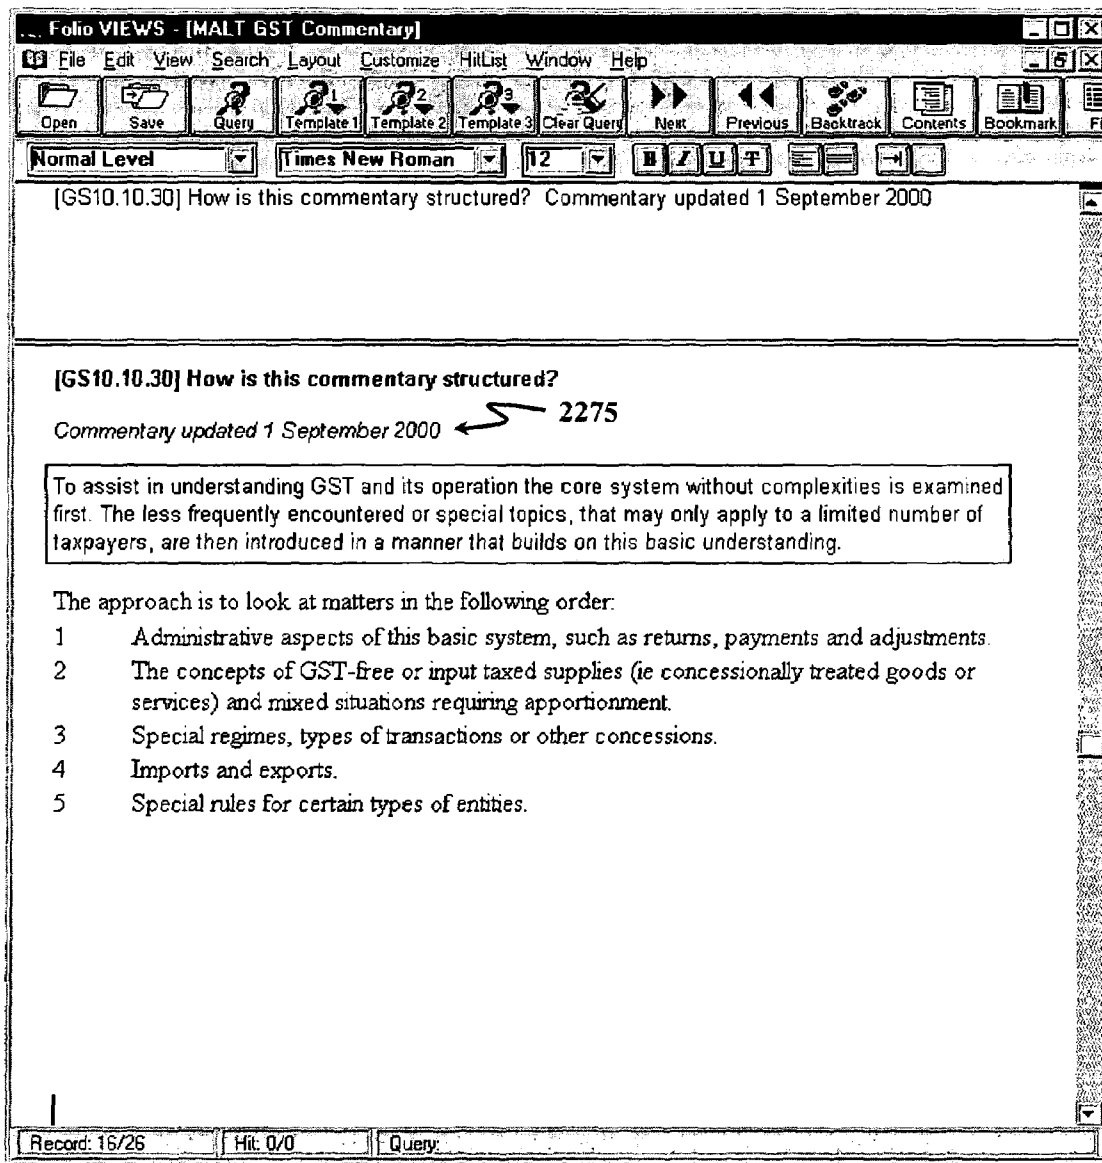 Folio VIEWS - [MALT GST Commentary]
File Edit View Search Layout Customize HitList Window Help
Open Save Query Template 1 Template 2 Template 3 Clear Query Next Previous Backtrack Contents Bookmark
Normal Level Times New Roman 12 B I U T
[GS10.10.30] How is this commentary structured? Commentary updated 1 September 2000
[GS10.10.30] How is this commentary structured?
2275
Commentary updated 1 September 2000
To assist in understanding GST and its operation the core system without complexities is examined
first. The less frequently encountered or special topics, that may only apply to a limited number of
taxpayers, are then introduced in a manner that builds on this basic understanding.
The approach is to look at matters in the following order:
1 Administrative aspects of this basic system, such as returns, payments and adjustments.
2 The concepts of GST-free or input taxed supplies (ie concessionally treated goods or
services) and mixed situations requiring apportionment.
3 Special regimes, types of transactions or other concessions.
4 Imports and exports.
5 Special rules for certain types of entities.
Record: 16/26 Hit: 0/0 Query: